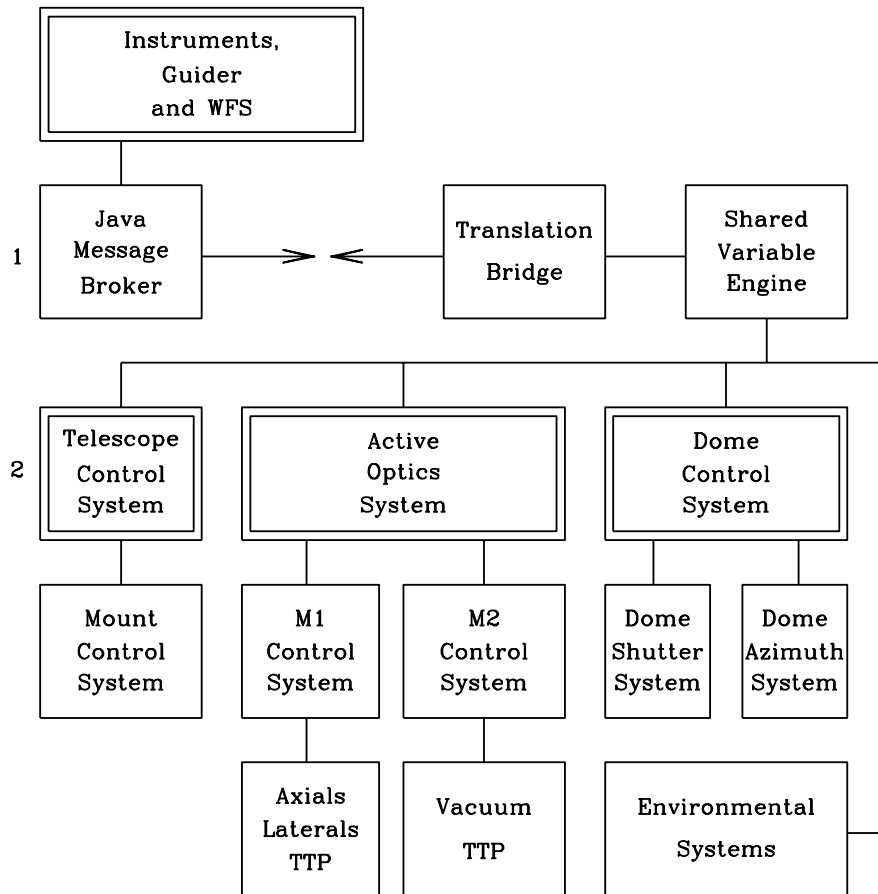 Instruments,
Guider
and WFS
1
Java
Message
Broker
Translation
Bridge
Shared
Variable
Engine
2
Telescope
Control
System
Active
Optics
System
Dome
Control
System
Mount
Control
System
M1
Control
System
M2
Control
System
Dome
Shutter
System
Dome
Azimuth
System
Axials
Laterals
TTP
Vacuum
TTP
Environmental
Systems